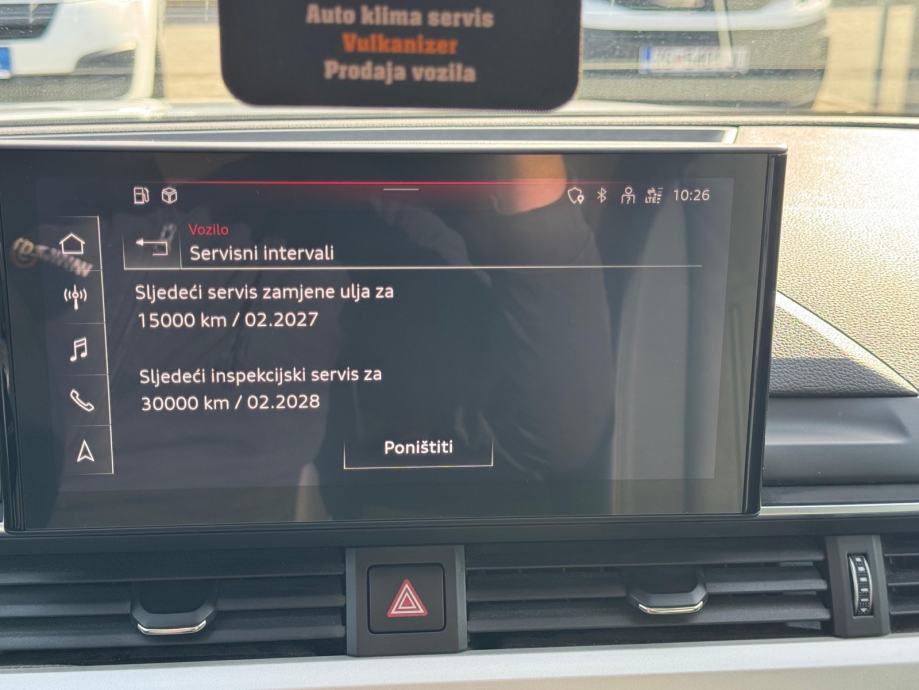 Auto klima servis
Vulkanizer
Prodaja vozila
LTE
10:26
Vozilo
Servisni intervali
Sljedeći servis zamjene ulja za
15000 km / 02.2027
Sljedeći inspekcijski servis za
30000 km / 02.2028
Poništiti